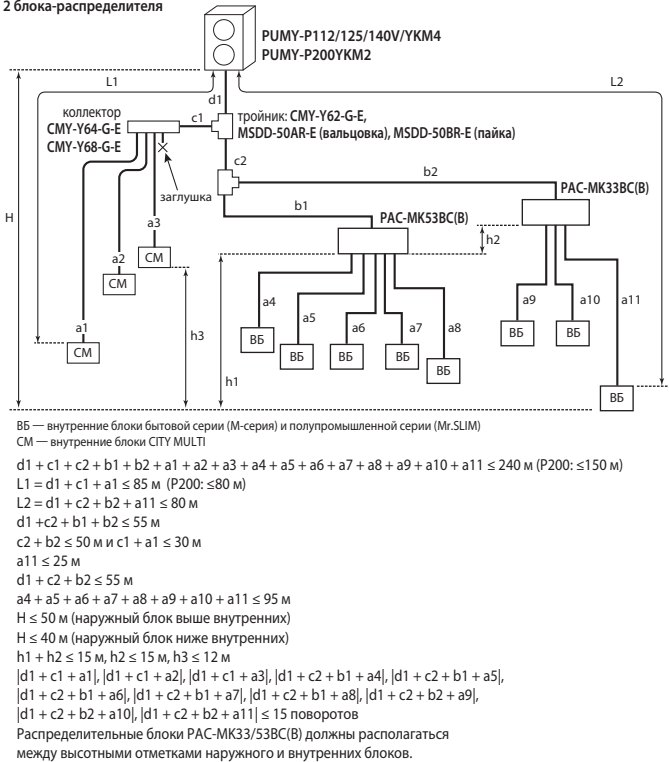 2 блока-распределителя
PUMY-P112/125/140V/YKM4
PUMY-P200YKM2
L1
L2
d1
коллектор
CMY-Y64-G-E
CMY-Y68-G-E
c1
тройник: CMY-Y62-G-E,
MSDD-50AR-E (вальцовка), MSDD-50BR-E (пайка)
c2
b2
заглушка
b1
PAC-MK53BC(B)
PAC-MK33BC(B)
H
a3
h2
a2
CM
CM
a1
CM
h3
h1
a4
a5
a6
a7
a8
a9
a10
a11
ВБ
ВБ
ВБ
ВБ
ВБ
ВБ
ВБ
ВБ
ВБ — внутренние блоки бытовой серии (М-серия) и полупромышленной серии (Mr.SLIM)
CM — внутренние блоки CITY MULTI
d1 + c1 + c2 + b1 + b2 + a1 + a2 + a3 + a4 + a5 + a6 + a7 + a8 + a9 + a10 + a11 ≤ 240 м (P200: ≤150 м)
L1 = d1 + c1 + a1 ≤ 85 м (P200: ≤80 м)
L2 = d1 + c2 + b2 + a11 ≤ 80 м
d1 +c2 + b1 + b2 ≤ 55 м
c2 + b2 ≤ 50 м и c1 + a1 ≤ 30 м
a11 ≤ 25 м
d1 + c2 + b2 ≤ 55 м
a4 + a5 + a6 + a7 + a8 + a9 + a10 + a11 ≤ 95 м
H ≤ 50 м (наружный блок выше внутренних)
H ≤ 40 м (наружный блок ниже внутренних)
h1 + h2 ≤ 15 м, h2 ≤ 15 м, h3 ≤ 12 м
|d1 + c1 + a1|, |d1 + c1 + a2|, |d1 + c1 + a3|, |d1 + c2 + b1 + a4|, |d1 + c2 + b1 + a5|,
|d1 + c2 + b1 + a6|, |d1 + c2 + b1 + a7|, |d1 + c2 + b1 + a8|, |d1 + c2 + b2 + a9|,
|d1 + c2 + b2 + a10|, |d1 + c2 + b2 + a11| ≤ 15 поворотов
Распределительные блоки PAC-MK33/53BC(B) должны располагаться
между высотными отметками наружного и внутренних блоков.